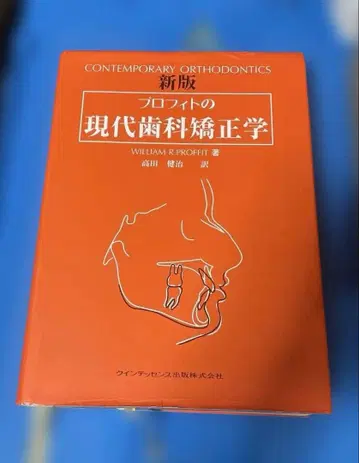 CONTEMPORARY ORTHODONTICS
新版
プロフィトの
現代歯科矯正学
WILLIAM R.PROFFIT 著
高田 健治 訳
クインテッセンス出版株式会社